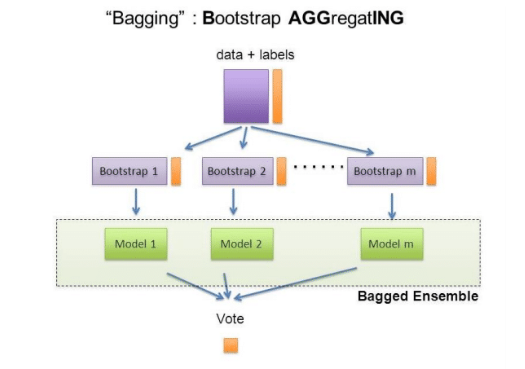 “Bagging” : Bootstrap AGGregatING
data + labels
Bootstrap 1
Bootstrap 2
......
Bootstrap m
Model 1
Model 2
Model m
Bagged Ensemble
Vote